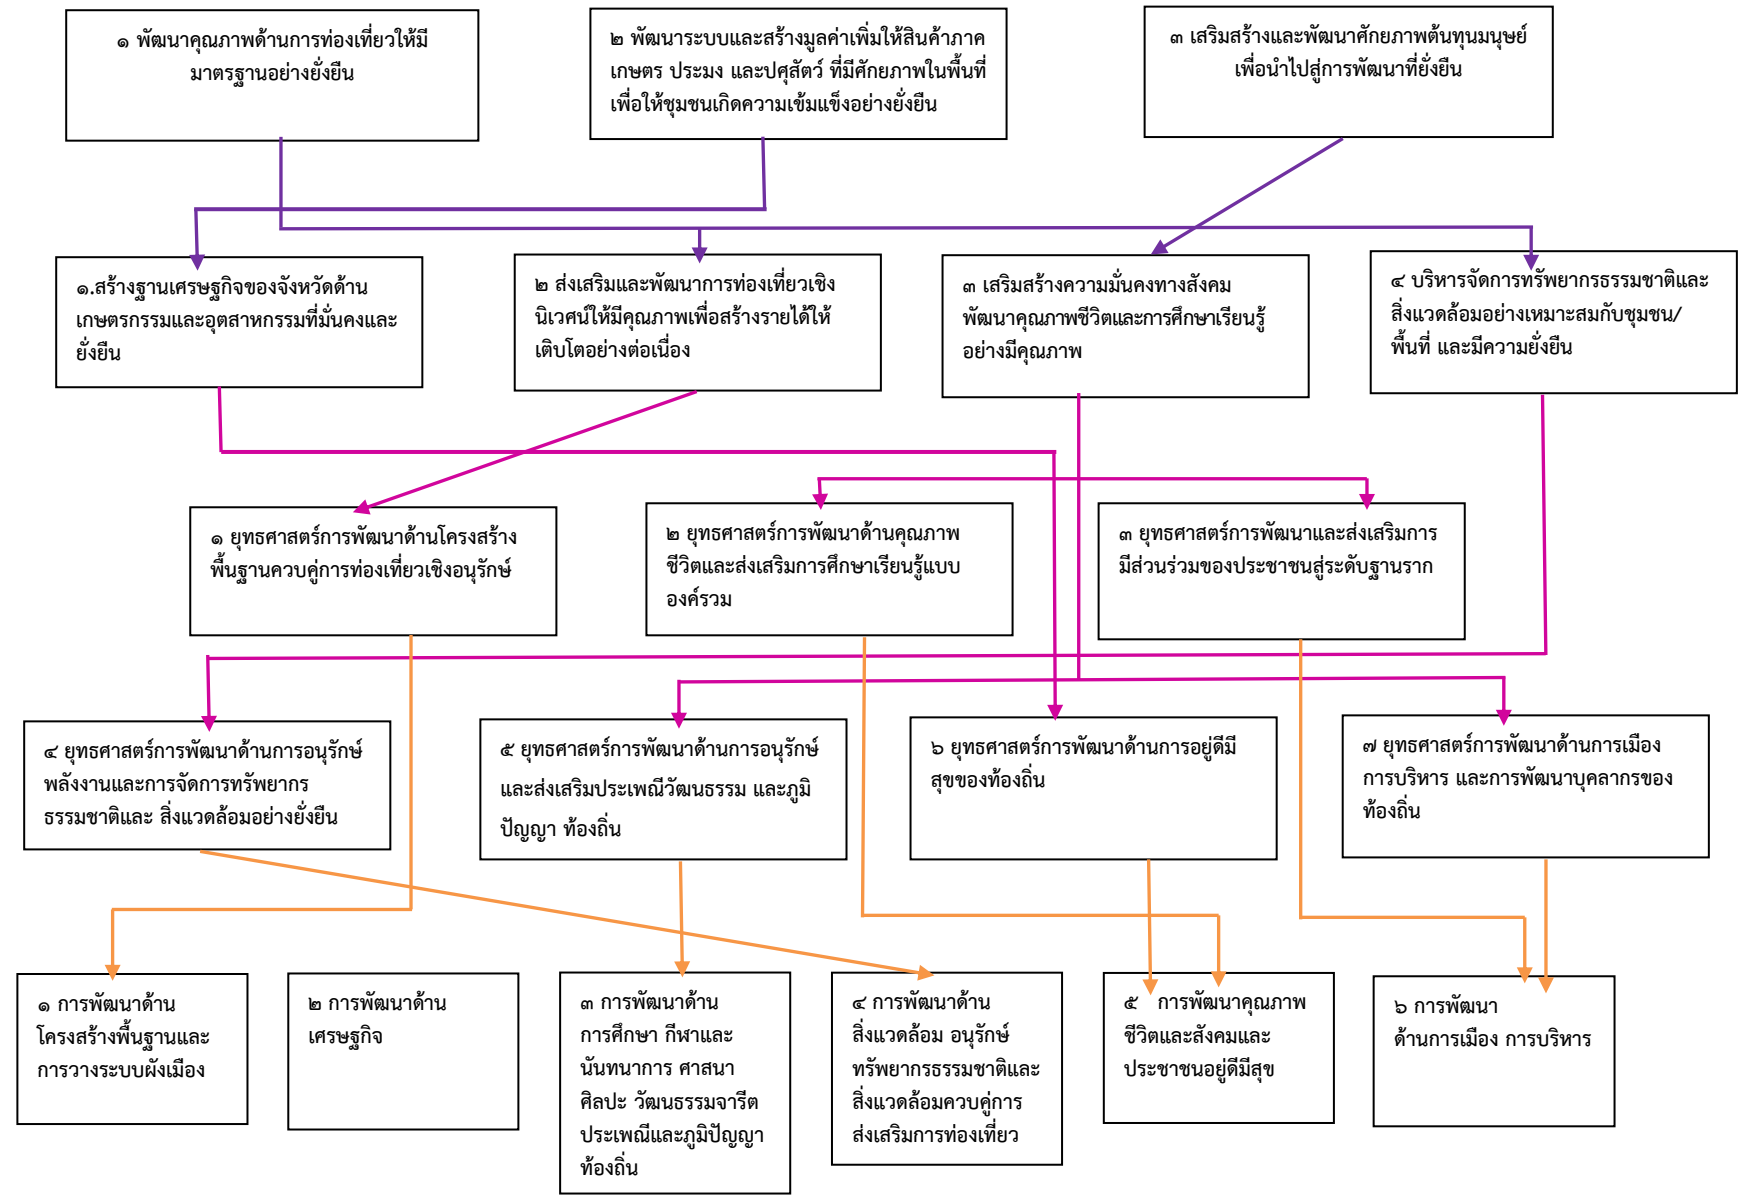 ๑ พัฒนาคุณภาพด้านการท่องเที่ยวให้มี
มาตรฐานอย่างยั่งยืน
๒ พัฒนาระบบและสร้างมูลค่าเพิ่มให้สินค้าภาค
เกษตร ประมง และปศุสัตว์ ที่มีศักยภาพในพื้นที่
เพื่อให้ชุมชนเกิดความเข้มแข็งอย่างยั่งยืน
๓ เสริมสร้างและพัฒนาศักยภาพต้นทุนมนุษย์
เพื่อนำไปสู่การพัฒนาที่ยั่งยืน
๑.สร้างฐานเศรษฐกิจของจังหวัดด้าน
เกษตรกรรมและอุตสาหกรรมที่มั่นคงและ
ยั่งยืน
๒ ส่งเสริมและพัฒนาการท่องเที่ยวเชิง
นิเวศน์ให้มีคุณภาพเพื่อสร้างรายได้ให้
เติบโตอย่างต่อเนื่อง
๓ เสริมสร้างความมั่นคงทางสังคม
พัฒนาคุณภาพชีวิตและการศึกษาเรียนรู้
อย่างมีคุณภาพ
๔ บริหารจัดการทรัพยากรธรรมชาติและ
สิ่งแวดล้อมอย่างเหมาะสมกับชุมชน/
พื้นที่ และมีความยั่งยืน
๑ ยุทธศาสตร์การพัฒนาด้านโครงสร้าง
พื้นฐานควบคู่การท่องเที่ยวเชิงอนุรักษ์
๒ ยุทธศาสตร์การพัฒนาด้านคุณภาพ
ชีวิตและส่งเสริมการศึกษาเรียนรู้แบบ
องค์รวม
๓ ยุทธศาสตร์การพัฒนาและส่งเสริมการ
มีส่วนร่วมของประชาชนสู่ระดับฐานราก
๔ ยุทธศาสตร์การพัฒนาด้านการอนุรักษ์
พลังงานและการจัดการทรัพยากร
ธรรมชาติและ สิ่งแวดล้อมอย่างยั่งยืน
๕ ยุทธศาสตร์การพัฒนาด้านการอนุรักษ์
และส่งเสริมประเพณีวัฒนธรรม และภูมิ
ปัญญา ท้องถิ่น
๖ ยุทธศาสตร์การพัฒนาด้านการอยู่ดีมี
สุขของท้องถิ่น
๗ ยุทธศาสตร์การพัฒนาด้านการเมือง
การบริหาร และการพัฒนาบุคลากรของ
ท้องถิ่น
๑ การพัฒนาด้าน
โครงสร้างพื้นฐานและ
การวางระบบผังเมือง
๒ การพัฒนาด้าน
เศรษฐกิจ
๓ การพัฒนาด้าน
การศึกษา กีฬาและ
นันทนาการ ศาสนา
ศิลปะ วัฒนธรรมจารีต
ประเพณีและภูมิปัญญา
ท้องถิ่น
๔ การพัฒนาด้าน
สิ่งแวดล้อม อนุรักษ์
ทรัพยากรธรรมชาติและ
สิ่งแวดล้อมควบคู่การ
ส่งเสริมการท่องเที่ยว
๕ การพัฒนาคุณภาพ
ชีวิตและสังคมและ
ประชาชนอยู่ดีมีสุข
๖ การพัฒนา
ด้านการเมือง การบริหาร